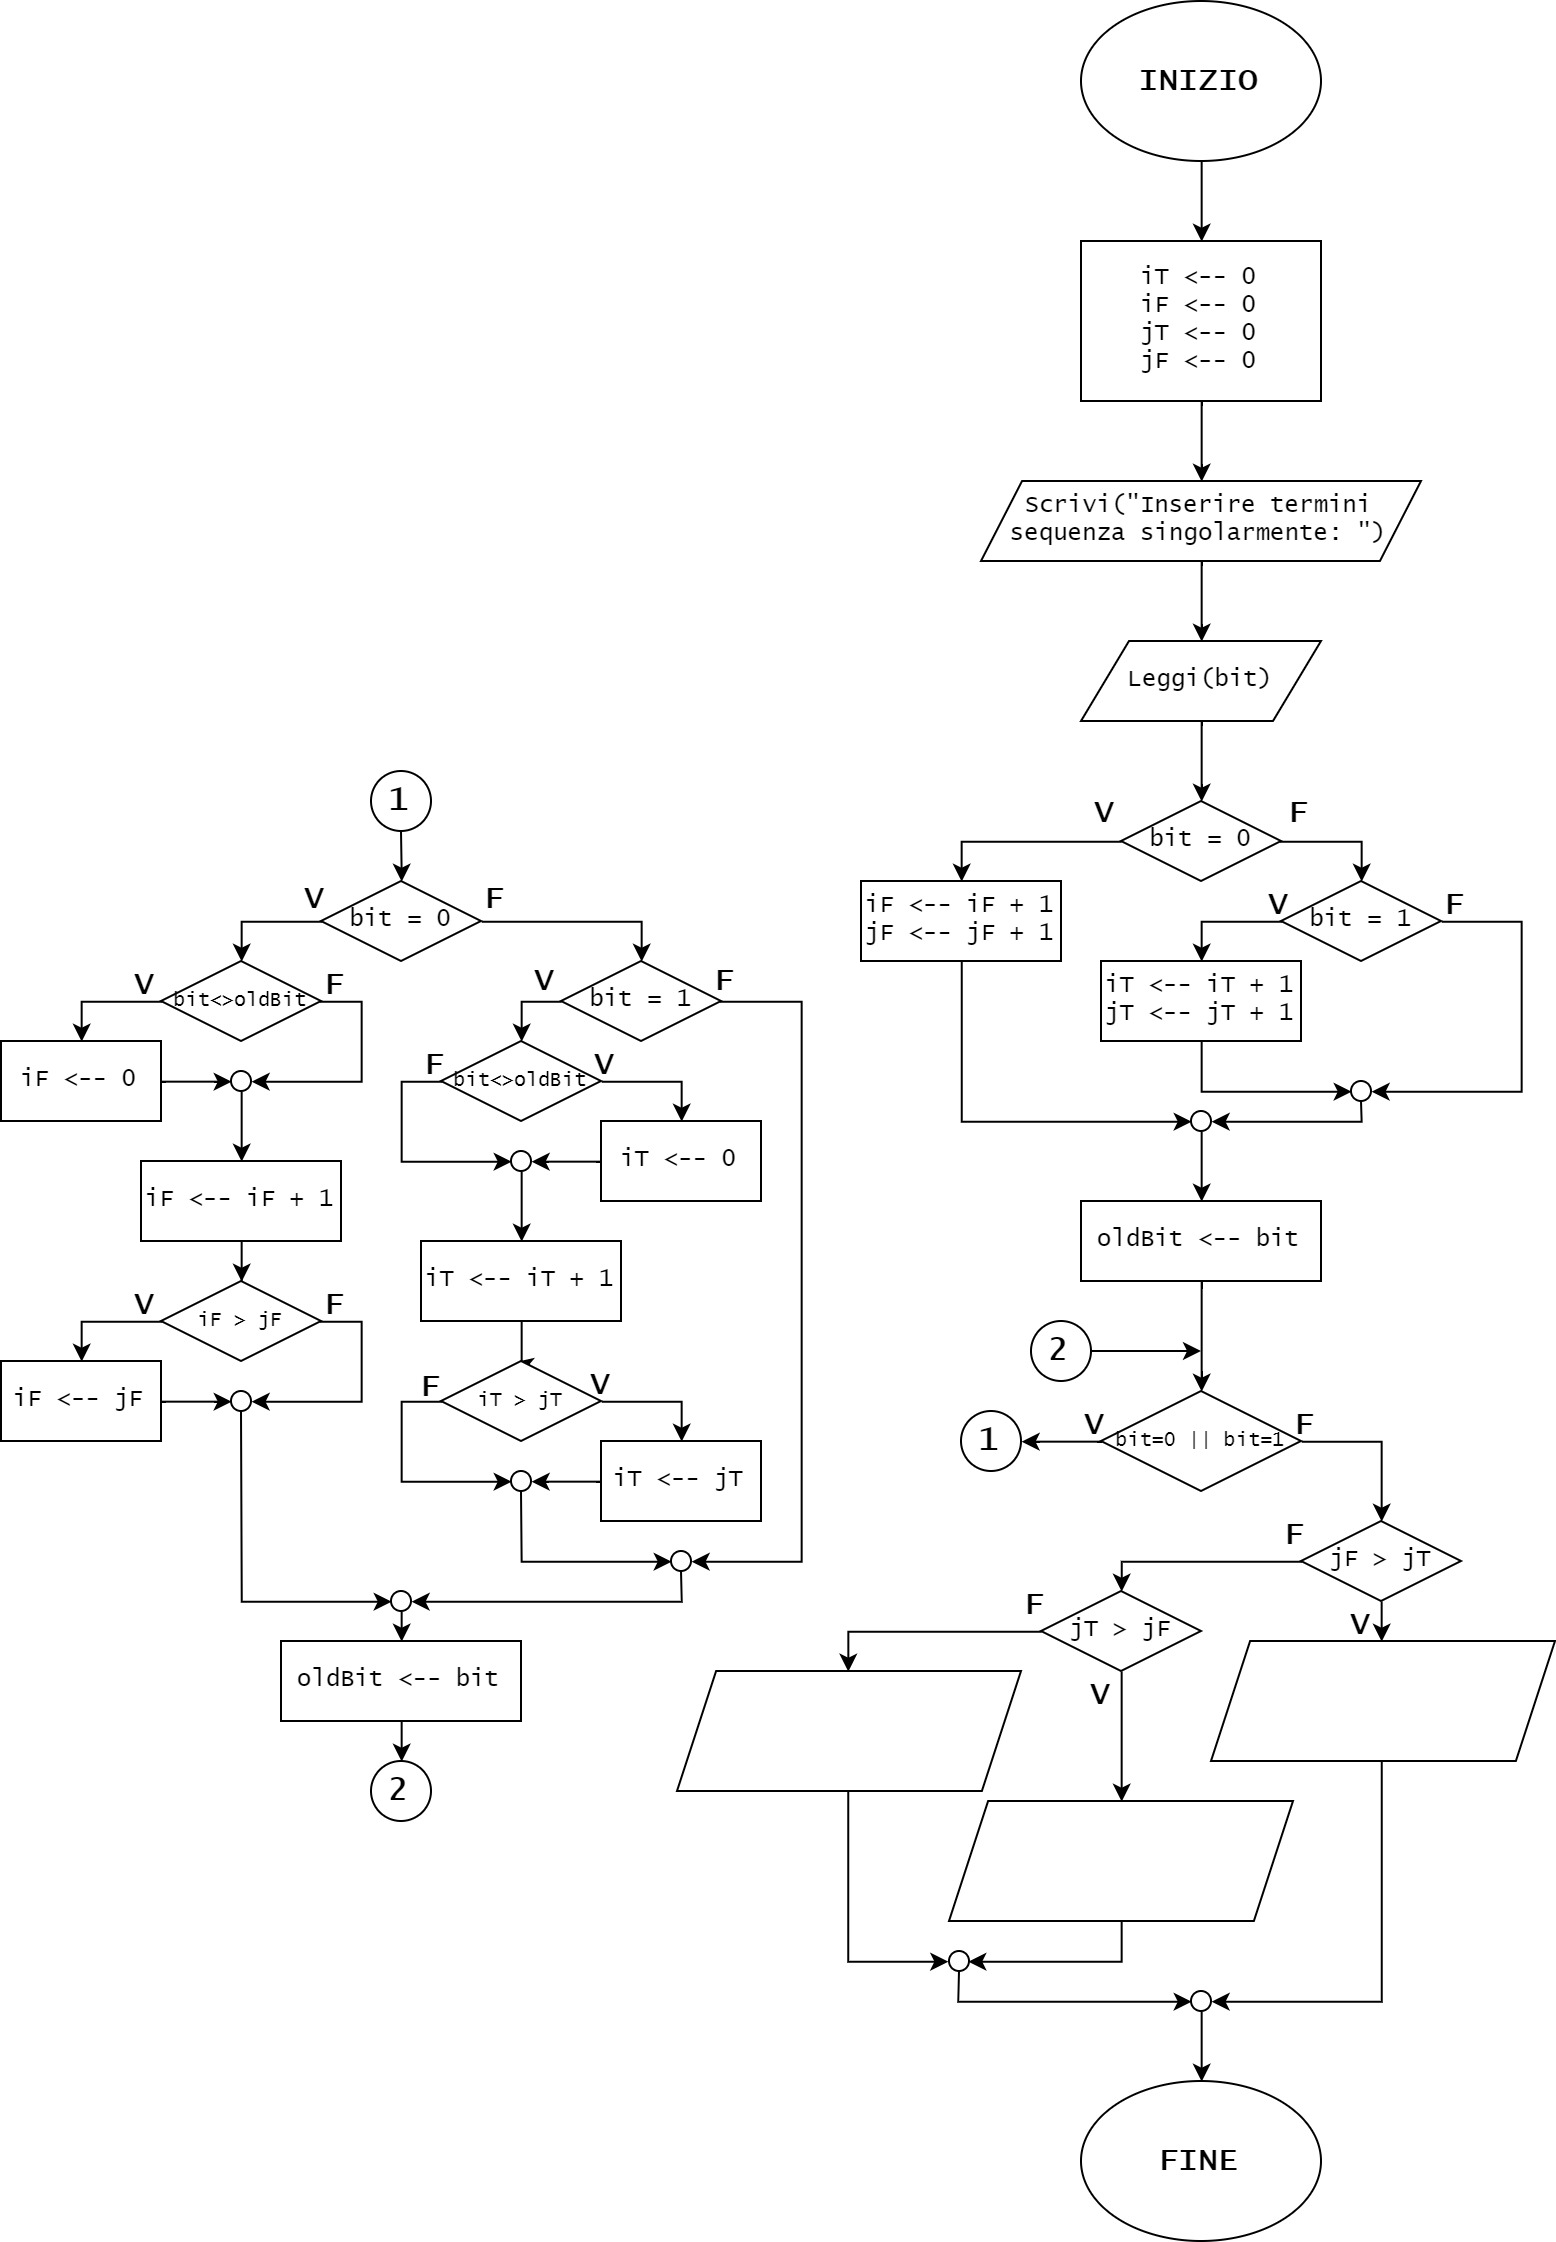 INIZIO
iT <-- 0
iF <-- 0
jT <-- 0
jF <-- 0
Scrivi("Inserire termini
sequenza singolarmente: ")
Leggi(bit)
V
F
bit = 0
iF <-- iF + 1
jF <-- jF + 1
V
F
bit = 1
iT <-- iT + 1
jT <-- jT + 1
oldBit <-- bit
2
V
F
1
bit=0 || bit=1
F
jF > jT
V
F
jT > jF
V
FINE
1
V
F
bit = 0
V
F
bit<>oldBit
iF <-- 0
iF <-- iF + 1
V
F
iF > jF
iF <-- jF
V
F
bit = 1
F
V
bit<>oldBit
iT <-- 0
iT <-- iT + 1
F
V
iT > jT
iT <-- jT
oldBit <-- bit
2